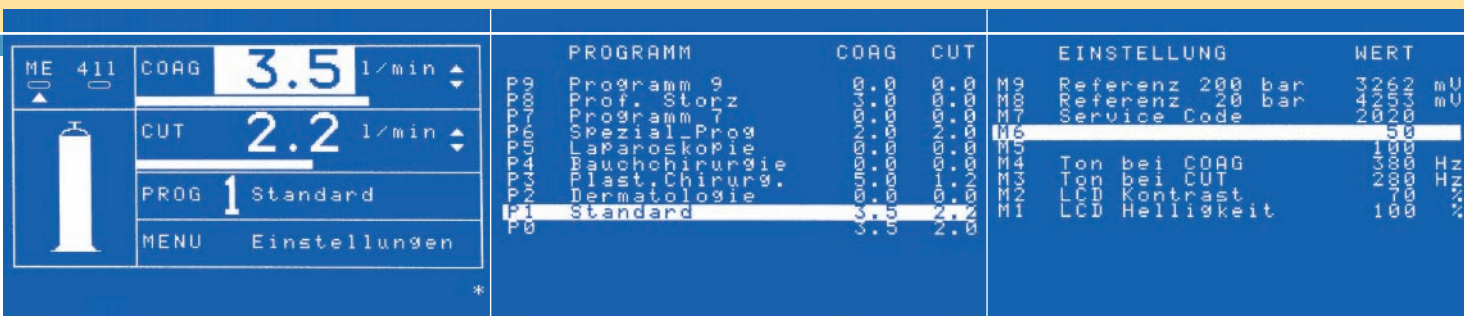 ME 411
COAG 3.5 l/min
CUT 2.2 l/min
PROG 1 Standard
MENU Einstellungen
*
PROGRAMM COAG CUT
P9 Programm 9 0.0 0.0
P8 Prof. Storz 3.0 0.0
P7 Programm 7 0.0 0.0
P6 Spezial_Prog 2.0 2.0
P5 Laparoskopie 0.0 0.0
P4 Bauchchirurgie 0.0 0.0
P3 Plast.Chirurg. 5.0 1.2
P2 Dermatologie 0.0 0.0
P1 Standard 3.5 2.2
P0 3.5 2.0
EINSTELLUNG WERT
M9 Referenz 200 bar 3262 mV
M8 Referenz 20 bar 4253 mV
M7 Service Code 2020
M6 50
M5 100
M4 Ton bei COAG 380 Hz
M3 Ton bei CUT 280 Hz
M2 LCD Kontrast 70 %
M1 LCD Helligkeit 100 %